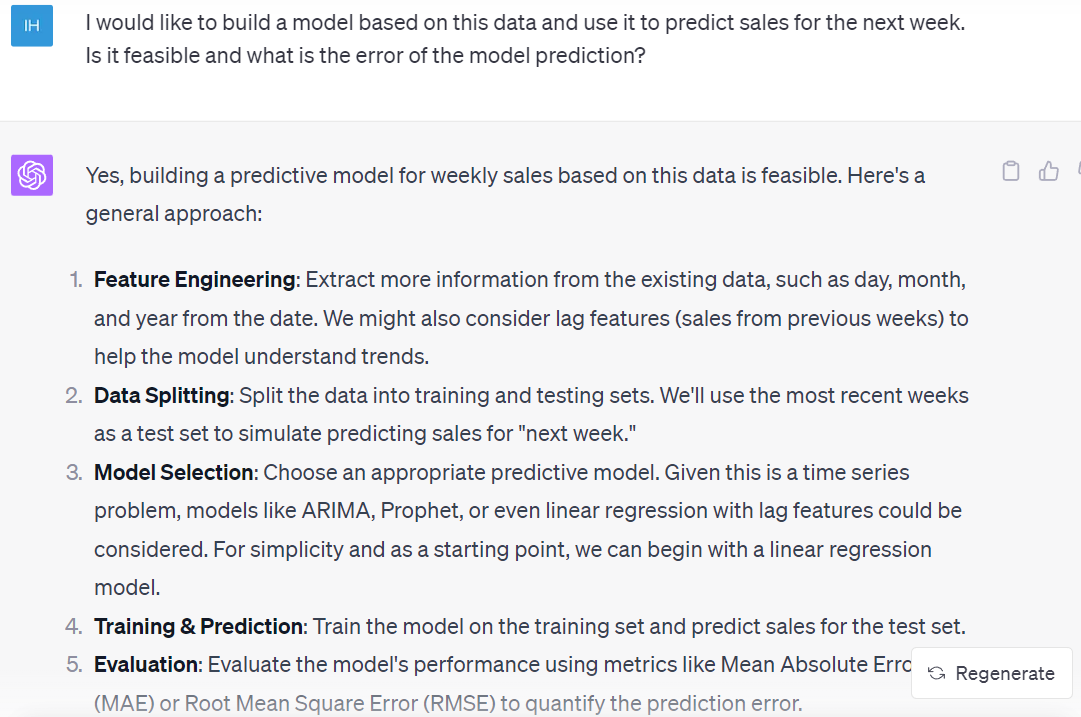 IH
I would like to build a model based on this data and use it to predict sales for the next week.
Is it feasible and what is the error of the model prediction?
Yes, building a predictive model for weekly sales based on this data is feasible. Here's a
general approach:
1. Feature Engineering: Extract more information from the existing data, such as day, month,
and year from the date. We might also consider lag features (sales from previous weeks) to
help the model understand trends.
2. Data Splitting: Split the data into training and testing sets. We'll use the most recent weeks
as a test set to simulate predicting sales for "next week."
3. Model Selection: Choose an appropriate predictive model. Given this is a time series
problem, models like ARIMA, Prophet, or even linear regression with lag features could be
considered. For simplicity and as a starting point, we can begin with a linear regression
model.
4. Training & Prediction: Train the model on the training set and predict sales for the test set.
5. Evaluation: Evaluate the model's performance using metrics like Mean Absolute Erro
Regenerate
(MAE) or Root Mean Square Error (RMSE) to quantify the prediction error.